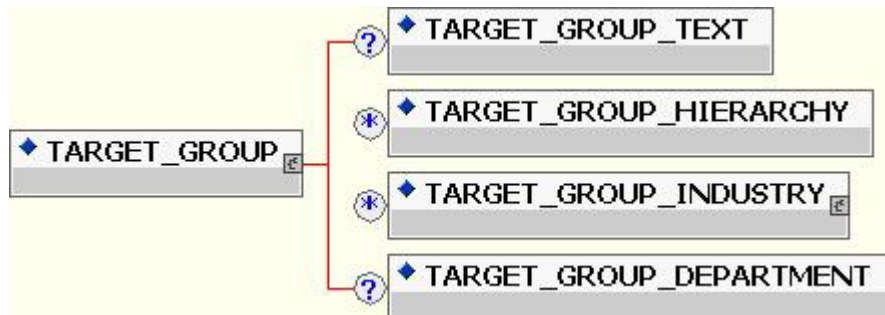 ? TARGET_GROUP_TEXT
* TARGET_GROUP_HIERARCHY
TARGET_GROUP
* TARGET_GROUP_INDUSTRY
? TARGET_GROUP_DEPARTMENT